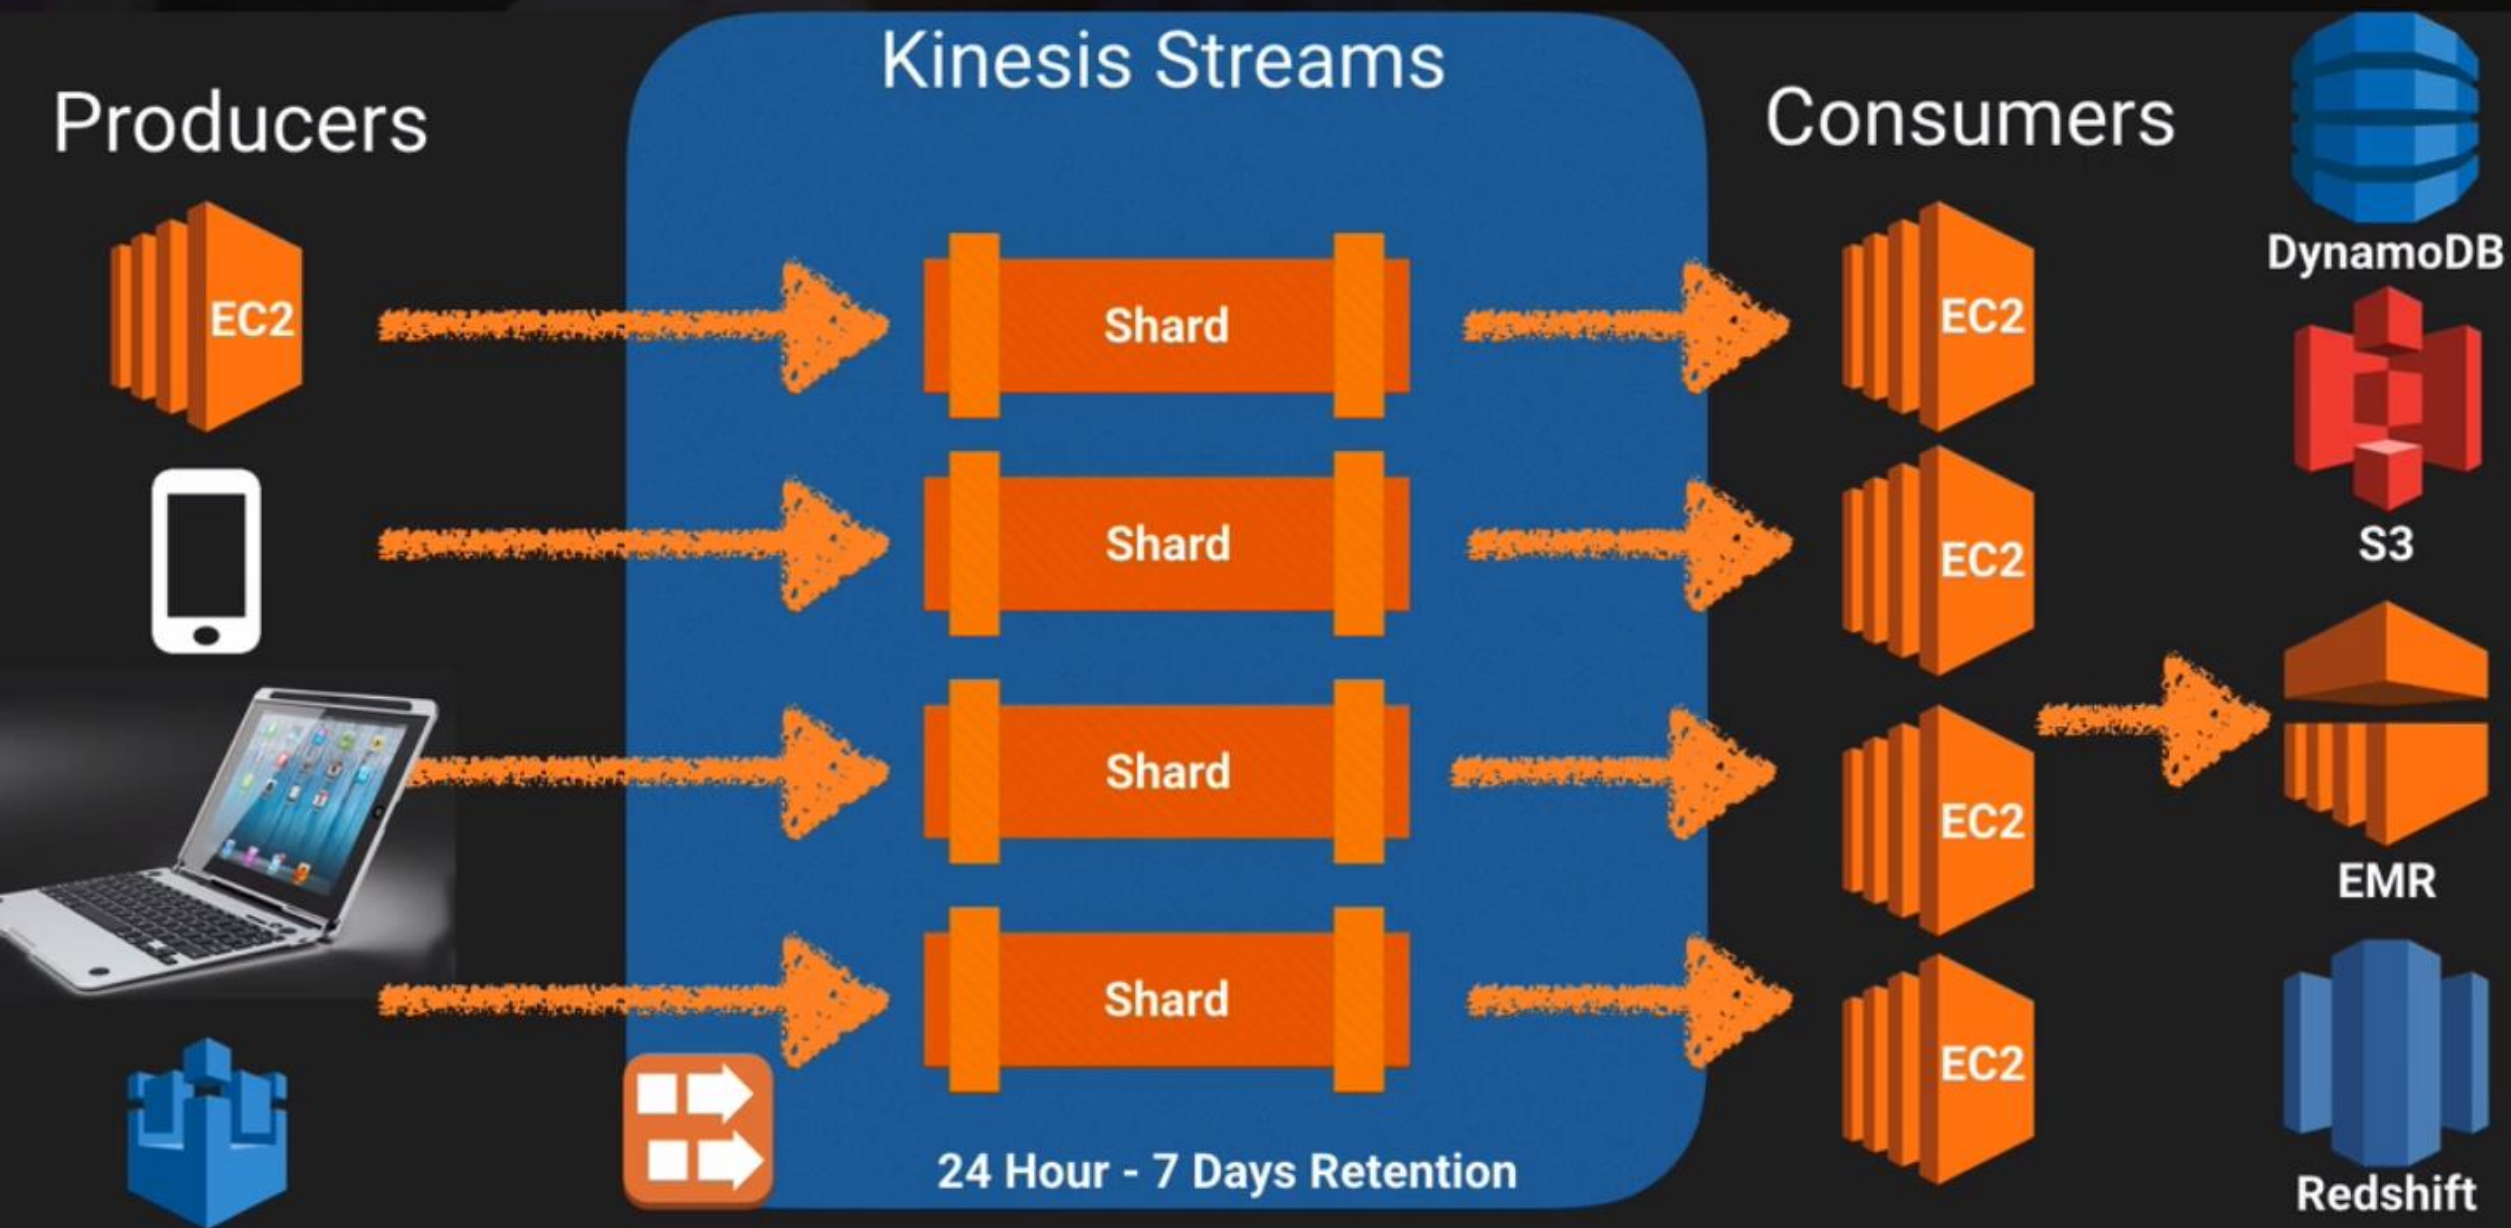 Kinesis Streams
Producers
Consumers
EC2
Shard
Shard
Shard
Shard
24 Hour - 7 Days Retention
EC2
EC2
EC2
EC2
DynamoDB
S3
EMR
Redshift